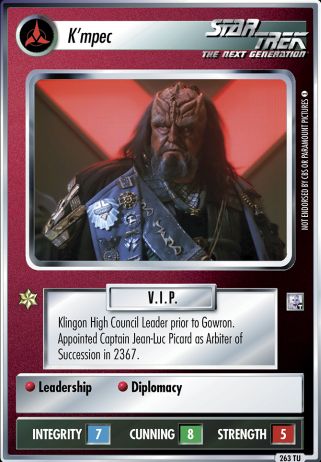 K'mpec
STAR TREK
THE NEXT GENERATION
NOT ENDORSED BY CBS OR PARAMOUNT PICTURES
V.I.P.
Klingon High Council Leader prior to Gowron.
Appointed Captain Jean-Luc Picard as Arbiter of
Succession in 2367.
Leadership Diplomacy
INTEGRITY 7 CUNNING 8 STRENGTH 5
263 TU